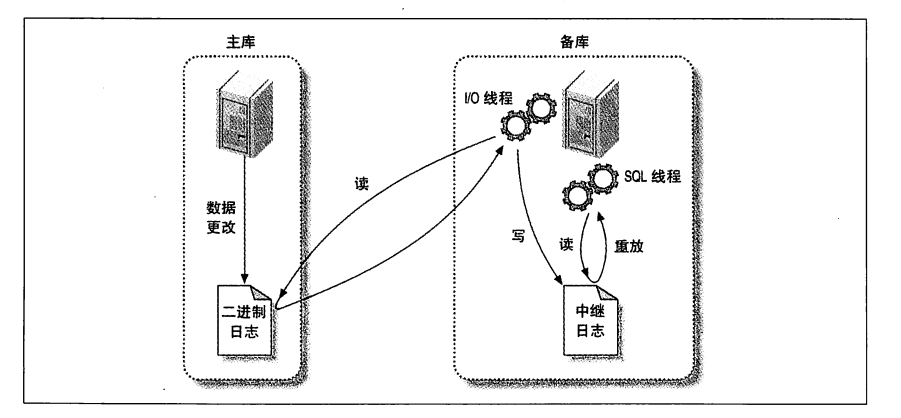 主库
备库
I/O 线程
读
SQL 线程
数据
更改
写
读
重放
二进制
日志
中继
日志